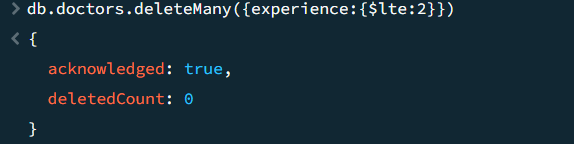 > db.doctors.deleteMany({experience:{$lte:2}})
< {
acknowledged: true,
deletedCount: 0
}